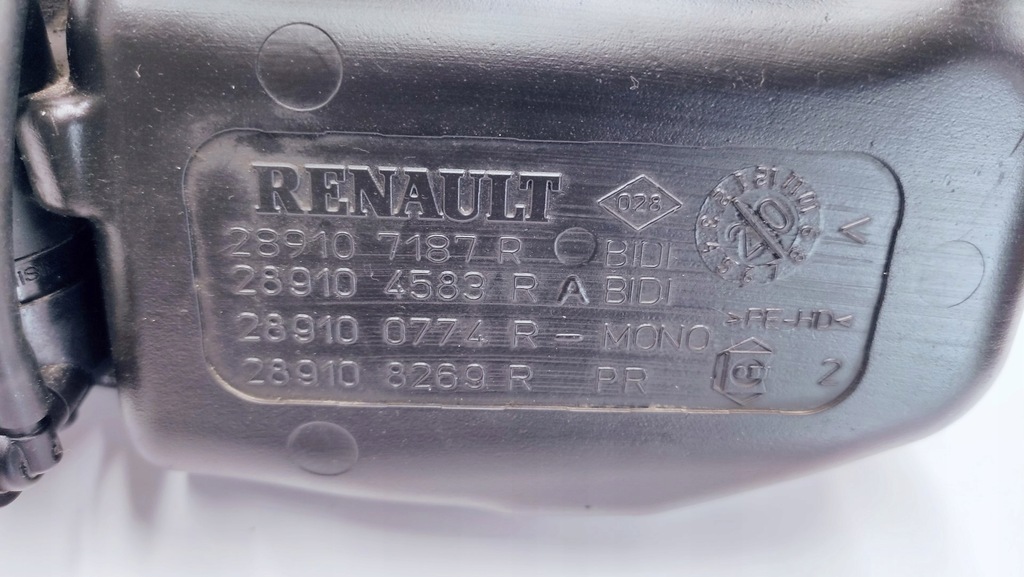 RENAULT 028
28910 7187 R BIDI
28910 4583 R A BIDI
28910 0774 R - MONO >PE-HD<
28910 8269 R PR 2